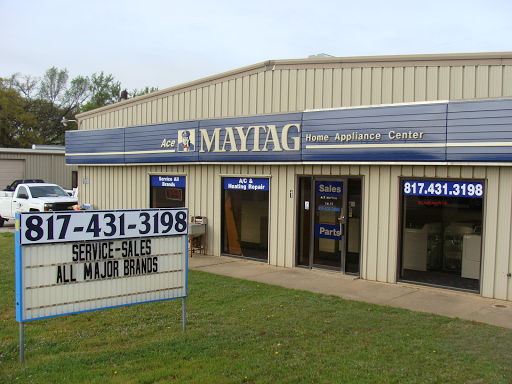 Ace MAYTAG Home Appliance Center
Service All
Brands
A/C &
Heating Repair
Sales
Parts
817.431.3198
817-431-3198
SERVICE-SALES
ALL MAJOR BRANDS